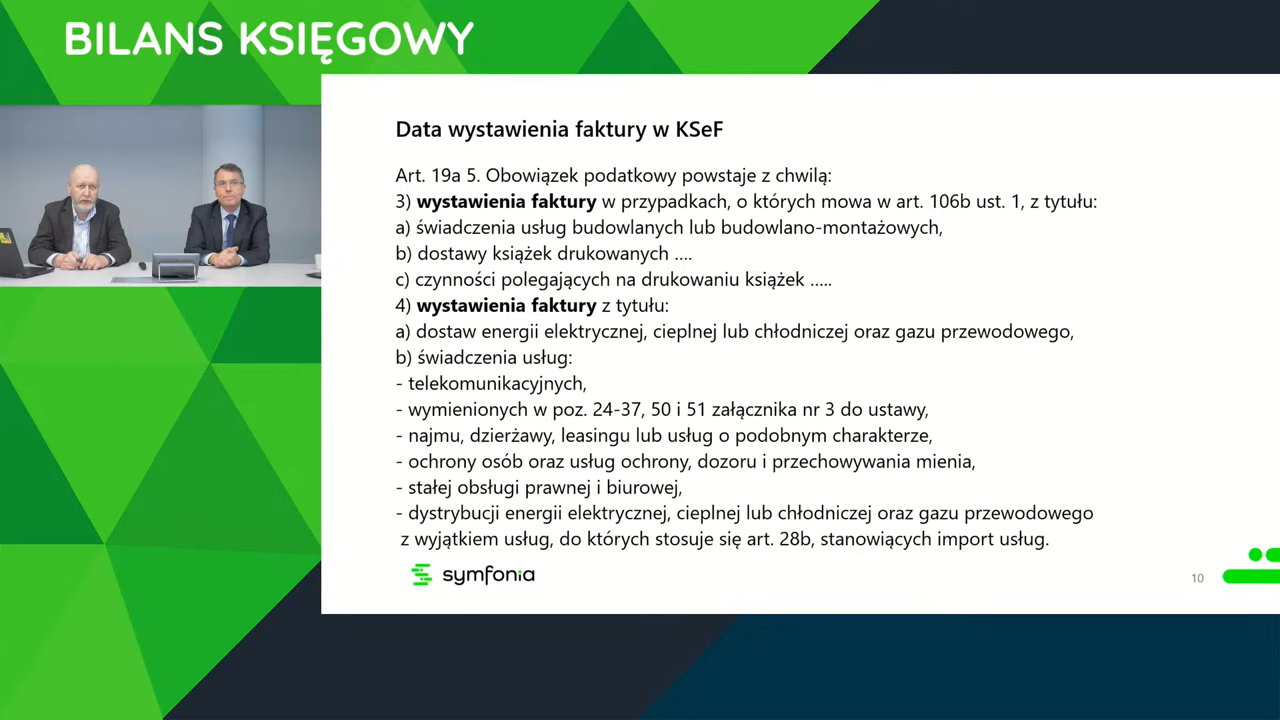 BILANS KSIĘGOWY
Data wystawienia faktury w KSeF
Art. 19a 5. Obowiązek podatkowy powstaje z chwilą:
3) wystawienia faktury w przypadkach, o których mowa w art. 106b ust. 1, z tytułu:
a) świadczenia usług budowlanych lub budowlano-montażowych,
b) dostawy książek drukowanych ....
c) czynności polegających na drukowaniu książek .....
4) wystawienia faktury z tytułu:
a) dostaw energii elektrycznej, cieplnej lub chłodniczej oraz gazu przewodowego,
b) świadczenia usług:
- telekomunikacyjnych,
- wymienionych w poz. 24-37, 50 i 51 załącznika nr 3 do ustawy,
- najmu, dzierżawy, leasingu lub usług o podobnym charakterze,
- ochrony osób oraz usług ochrony, dozoru i przechowywania mienia,
- stałej obsługi prawnej i biurowej,
- dystrybucji energii elektrycznej, cieplnej lub chłodniczej oraz gazu przewodowego
z wyjątkiem usług, do których stosuje się art. 28b, stanowiących import usług.
symfonia
10